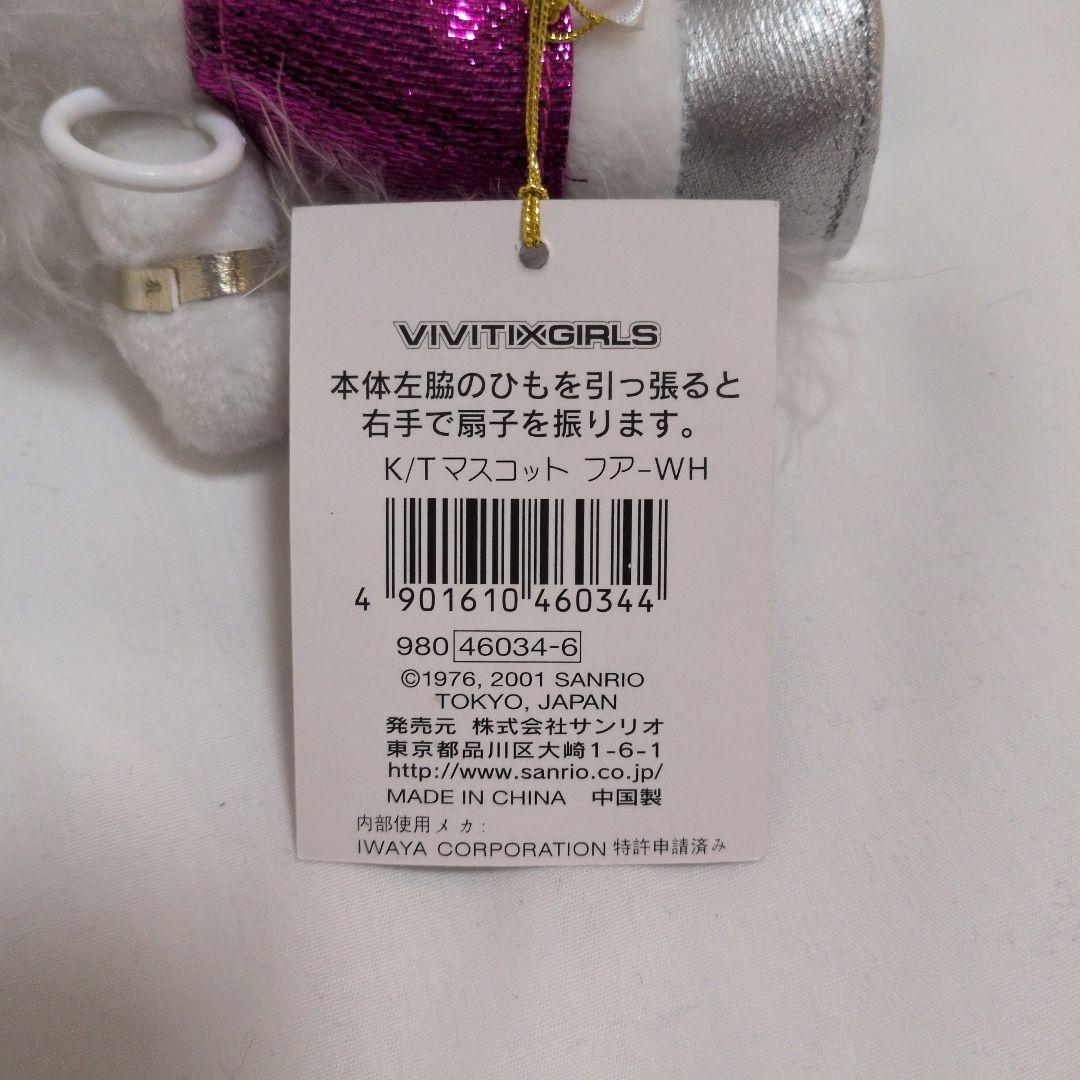 VIVITIXGIRLS
本体左脇のひもを引っ張ると
右手で扇子を振ります。
K/Tマスコット フアｰWH
4 901610 460344
980 46034-6
©1976, 2001 SANRIO
TOKYO, JAPAN
発売元 株式会社サンリオ
東京都品川区大崎1-6-1
http://www.sanrio.co.jp/
MADE IN CHINA 中国製
内部使用メカ:
IWAYA CORPORATION 特許申請済み